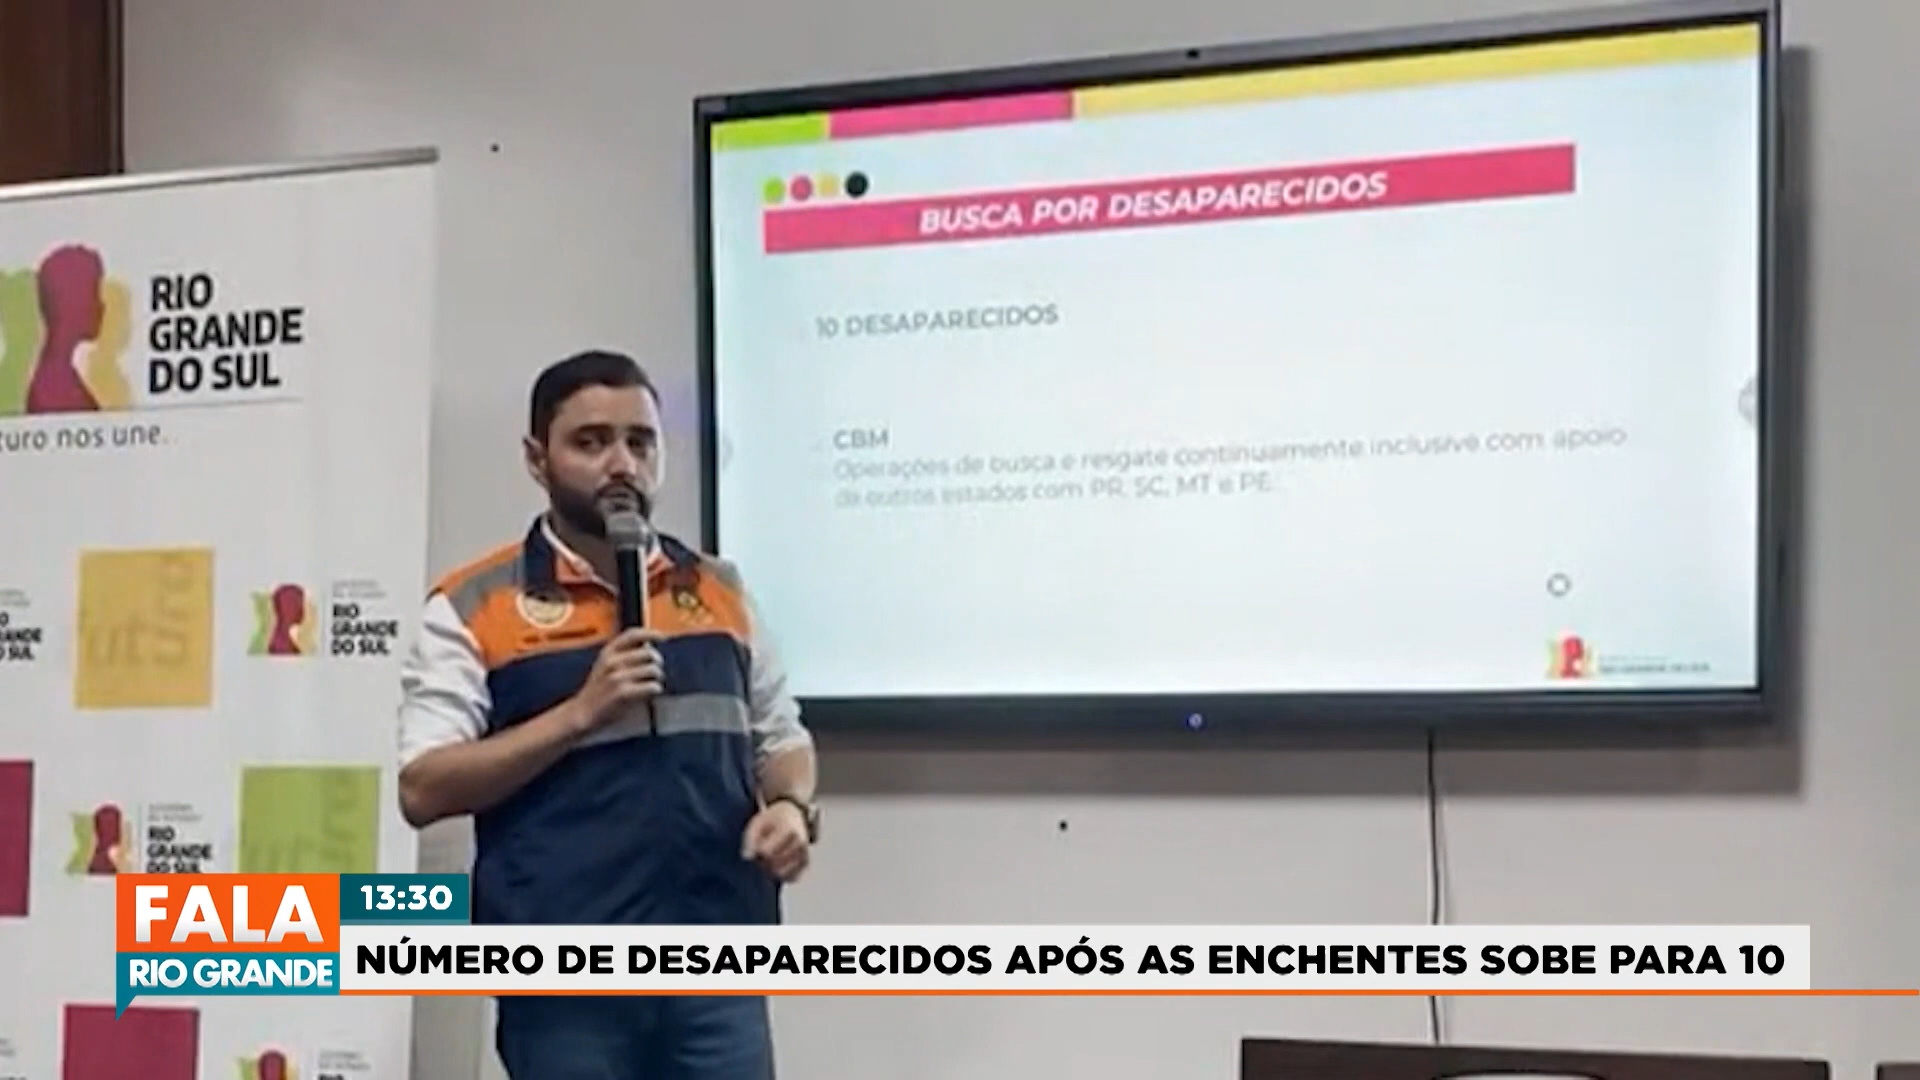 BUSCA POR DESAPARECIDOS
10 DESAPARECIDOS
CBM
Operações de busca e resgate continuamente inclusive com apoio
de outros estados com PR, SC, MT e PE.
RIO
GRANDE
DO SUL
turo nos une.
RIO
GRANDE
DO SUL
RIO
GRANDE
DO SUL
FALA
RIO GRANDE
13:30
NÚMERO DE DESAPARECIDOS APÓS AS ENCHENTES SOBE PARA 10